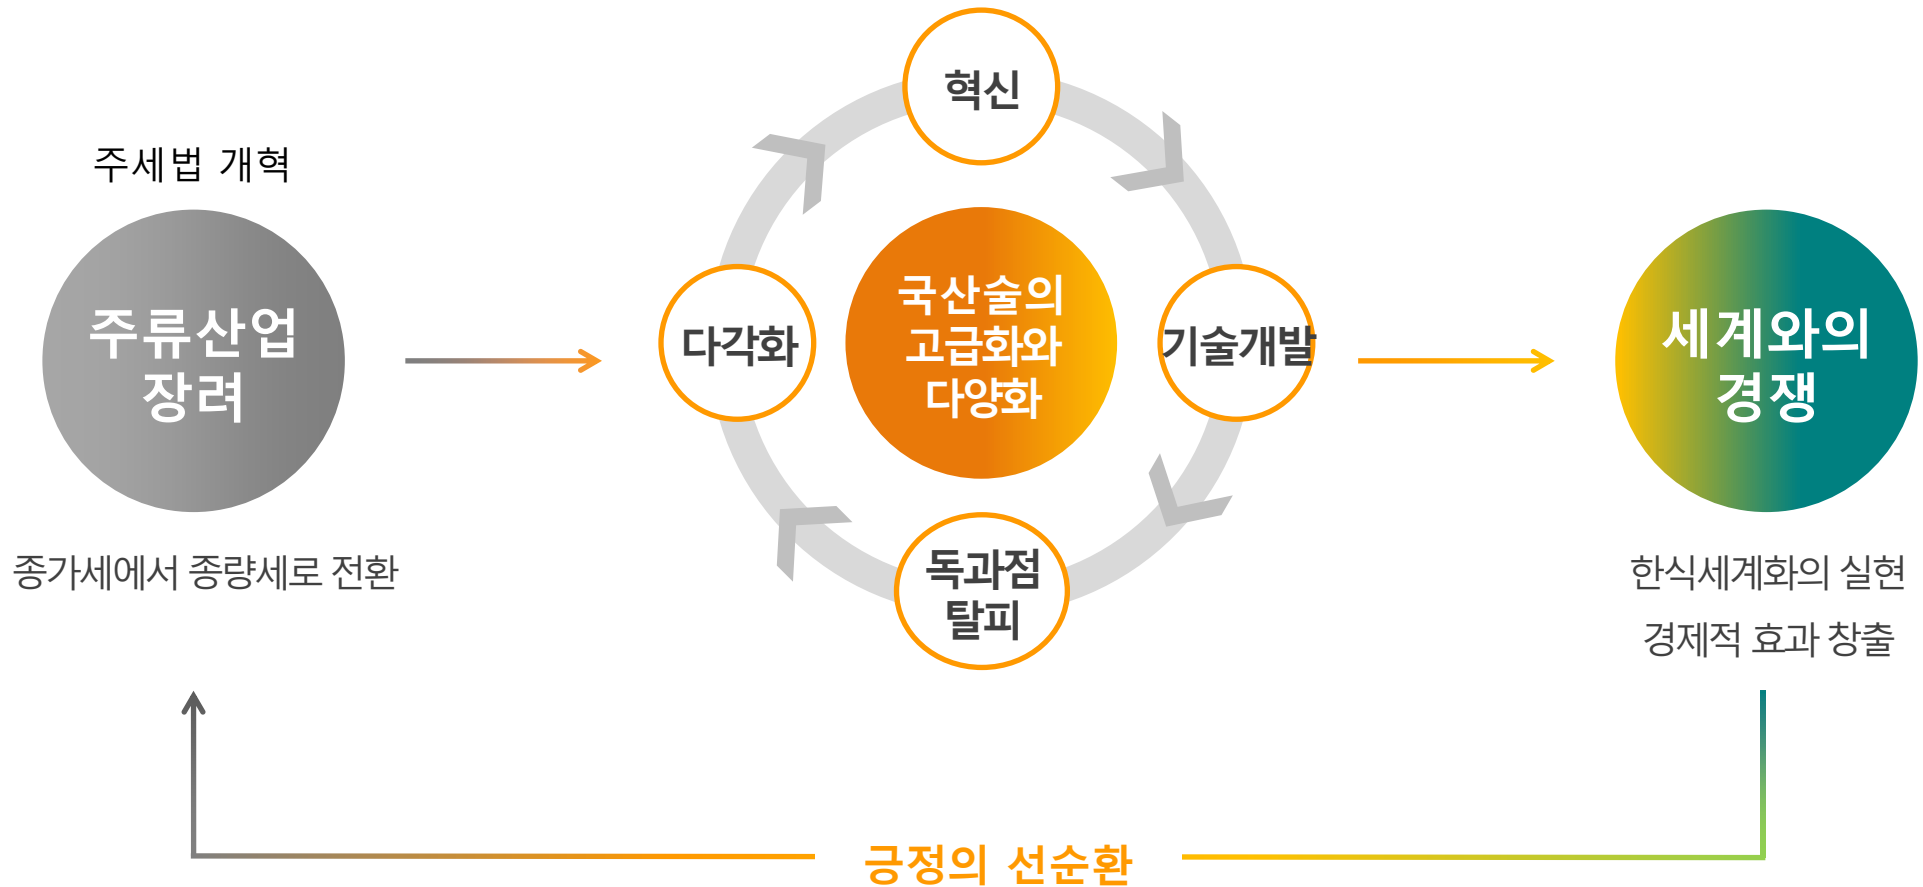 주세법 개혁
주류산업
장려
종가세에서 종량세로 전환
혁신
다각화
국산술의
고급화와
다양화
기술개발
독과점
탈피
세계와의
경쟁
한식세계화의 실현
경제적 효과 창출
긍정의 선순환